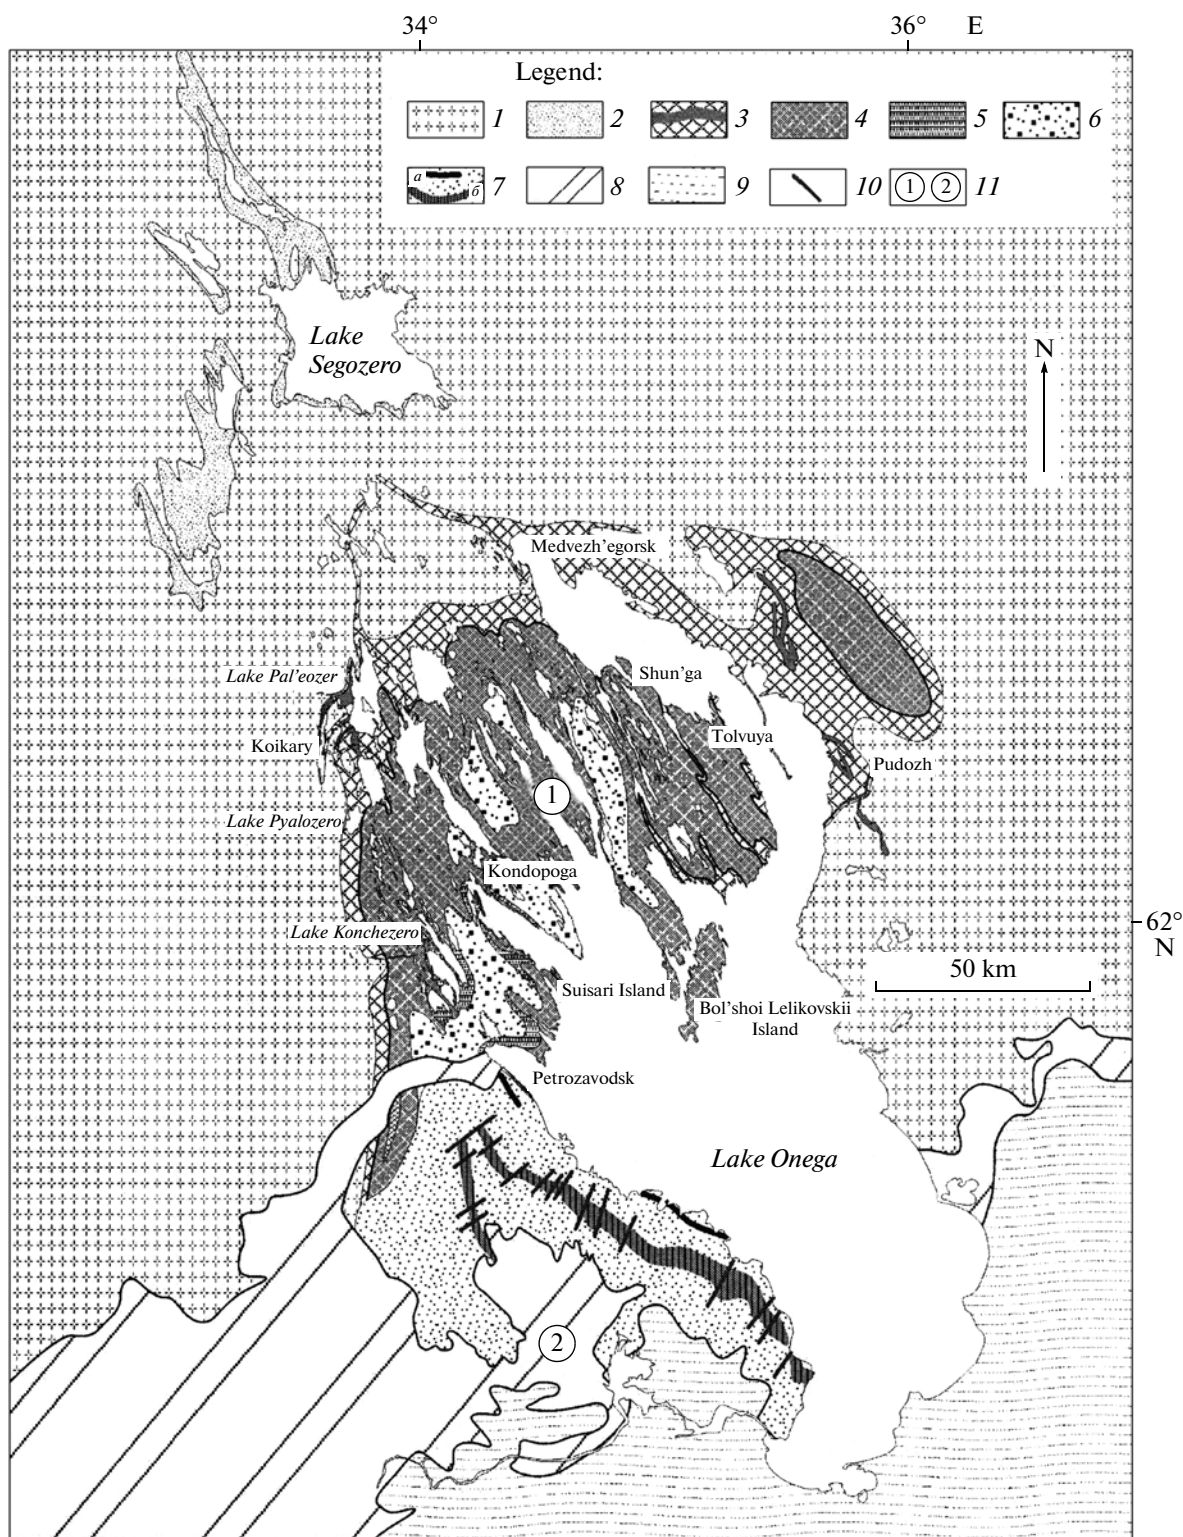 34°
36°
E
Legend:
1
2
3
4
5
6
a
б
7
8
9
10
1 2
11
Lake
Segozero
N
Medvezh’egorsk
Lake Pal’eozer
Shun’ga
Koikary
Tolvuya
Pudozh
1
Lake Pyalozero
Kondopoga
Lake Konchezero
62°
N
50 km
Suisari Island
Bol’shoi Lelikovskii
Island
Petrozavodsk
Lake Onega
2